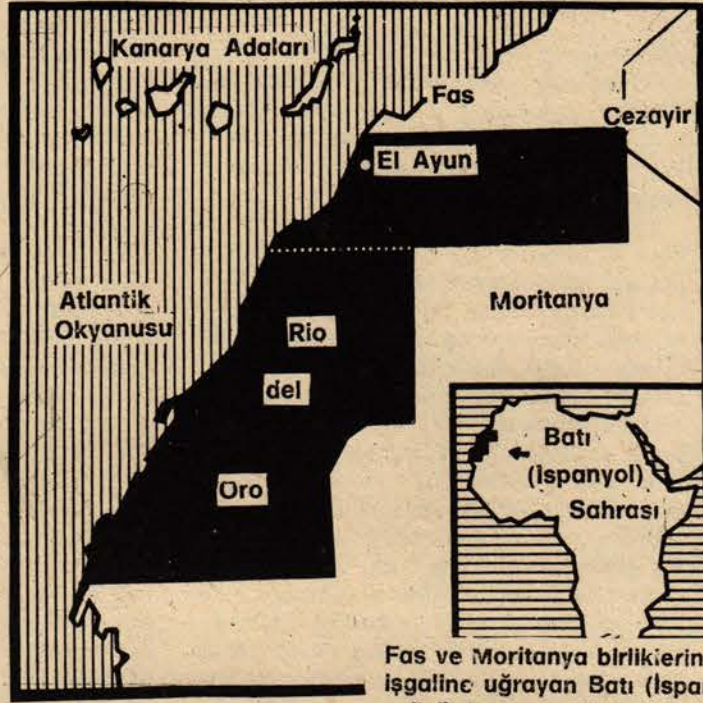 Kanarya Adaları
Fas
Cezayir
El Ayun
Atlantik
Okyanusu
Moritanya
Rio
del
Oro
Batı
(İspanyol)
Sahrası
Fas ve Moritanya birliklerin
işgaline uğrayan Batı (İspa